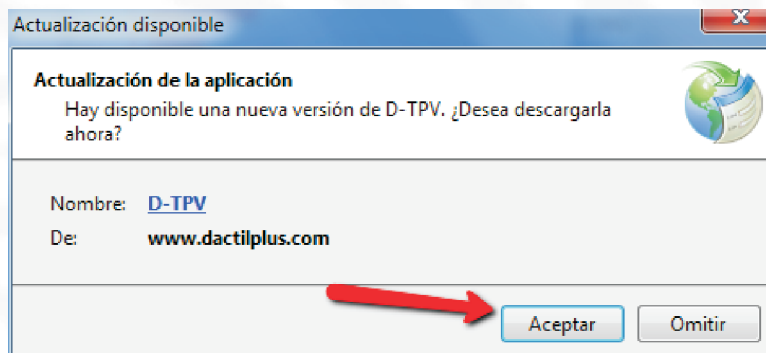 Actualización disponible
Actualización de la aplicación
Hay disponible una nueva versión de D-TPV. ¿Desea descargarla
ahora?
Nombre: D-TPV
De: www.dactilplus.com
Aceptar Omitir